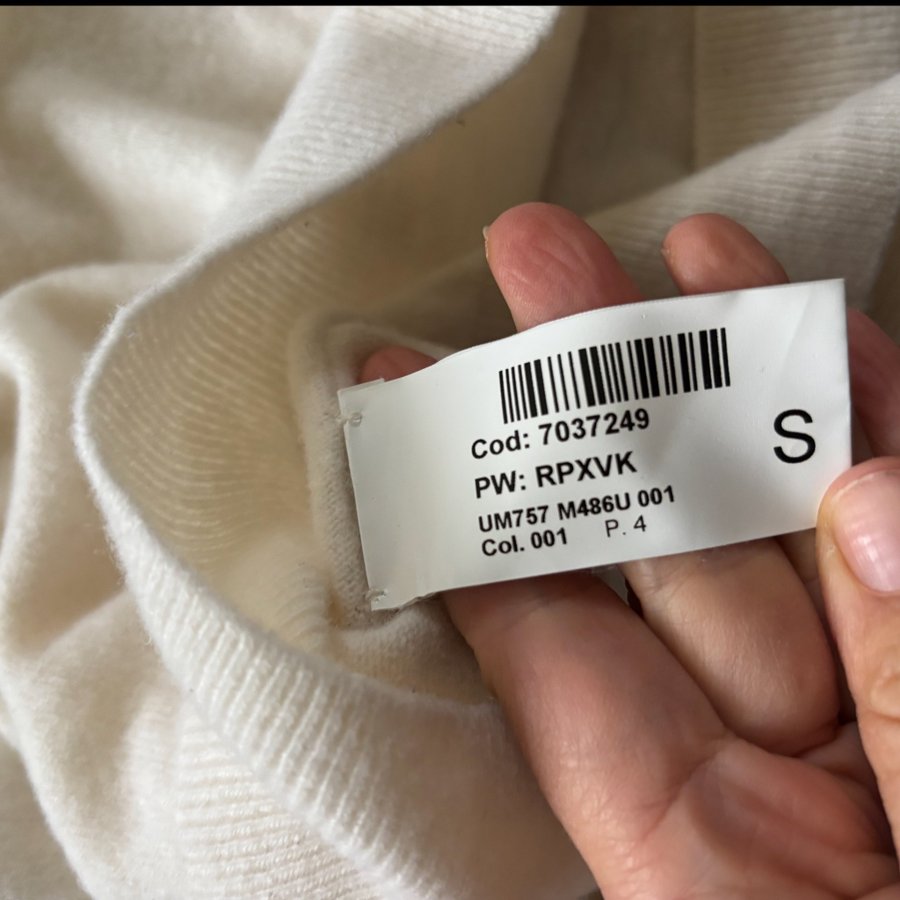 Cod: 7037249
PW: RPXVK
UM757 M486U 001
Col. 001 P. 4
S